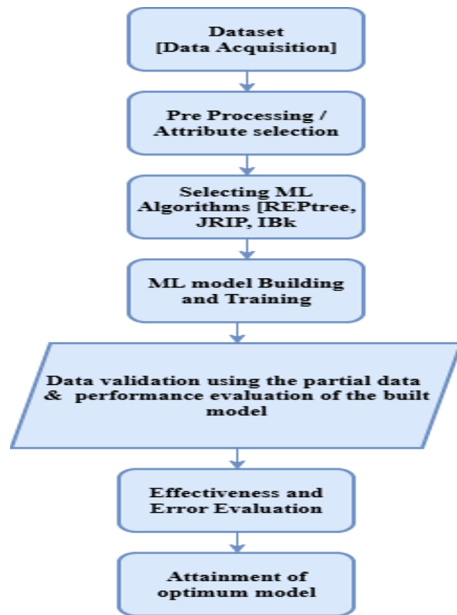 Dataset
[Data Acquisition]
Pre Processing /
Attribute selection
Selecting ML
Algorithms [REPtree,
JRIP, IBk
ML model Building
and Training
Data validation using the partial data
& performance evaluation of the built
model
Effectiveness and
Error Evaluation
Attainment of
optimum model